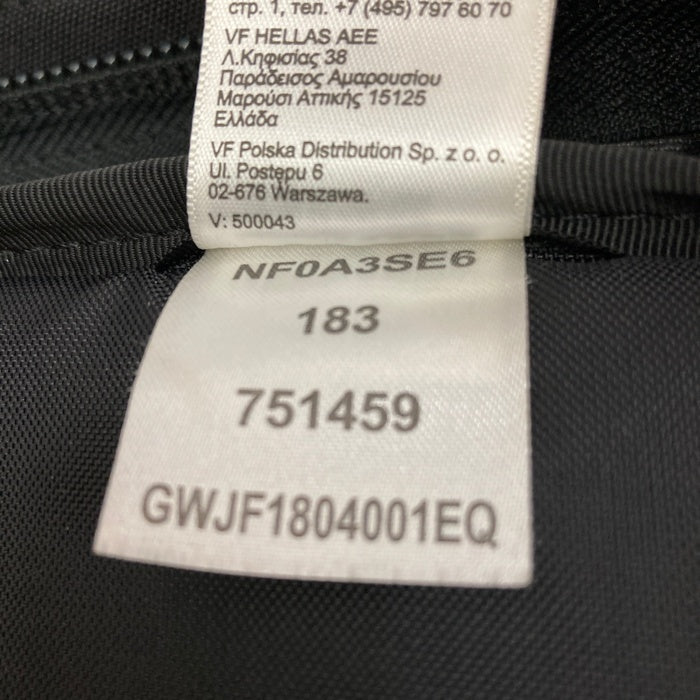 стр. 1, тел. +7 (495) 797 60 70
VF HELLAS AEE
Λ.Κηφισίας 38
Παράδεισος Αμαρουσίου
Μαρούσι Αττικής 15125
Ελλάδα
VF Polska Distribution Sp. z o. o.
Ul. Postępu 6
02-676 Warszawa.
V: 500043
NF0A3SE6
183
751459
GWJF1804001EQ